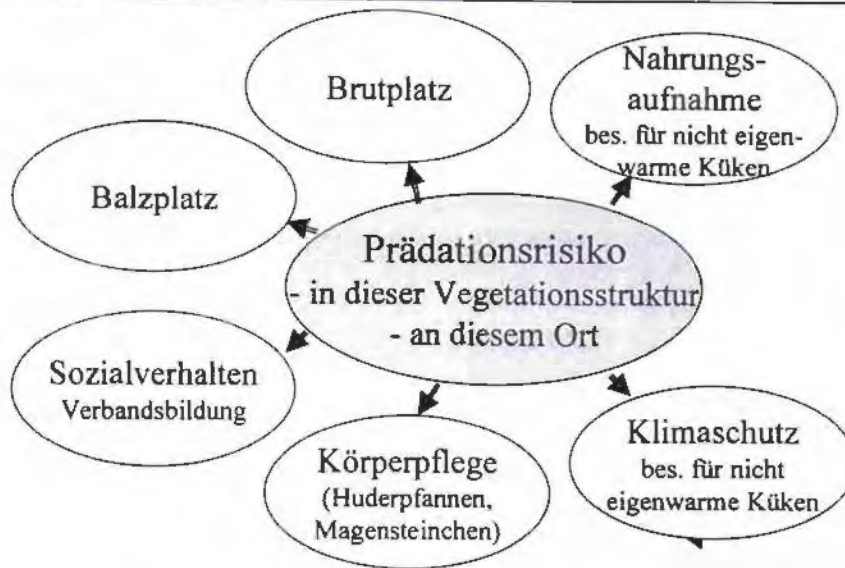 Brutplatz
Nahrungs-
aufnahme
bes. für nicht eigen-
warme Küken
Balzplatz
Prädationsrisiko
- in dieser Vegetationsstruktur
- an diesem Ort
Sozialverhalten
Verbandsbildung
Körperpflege
(Huderpfannen,
Magensteinchen)
Klimaschutz
bes. für nicht
eigenwarme Küken